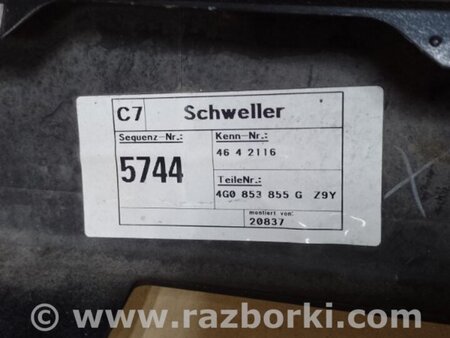 C7 Schweller
Sequenz-Nr.: Kenn-Nr.:
5744 46 4 2116
TeileNr.:
4G0 853 855 G Z9Y
montiert von:
20837
© www.razborki.com